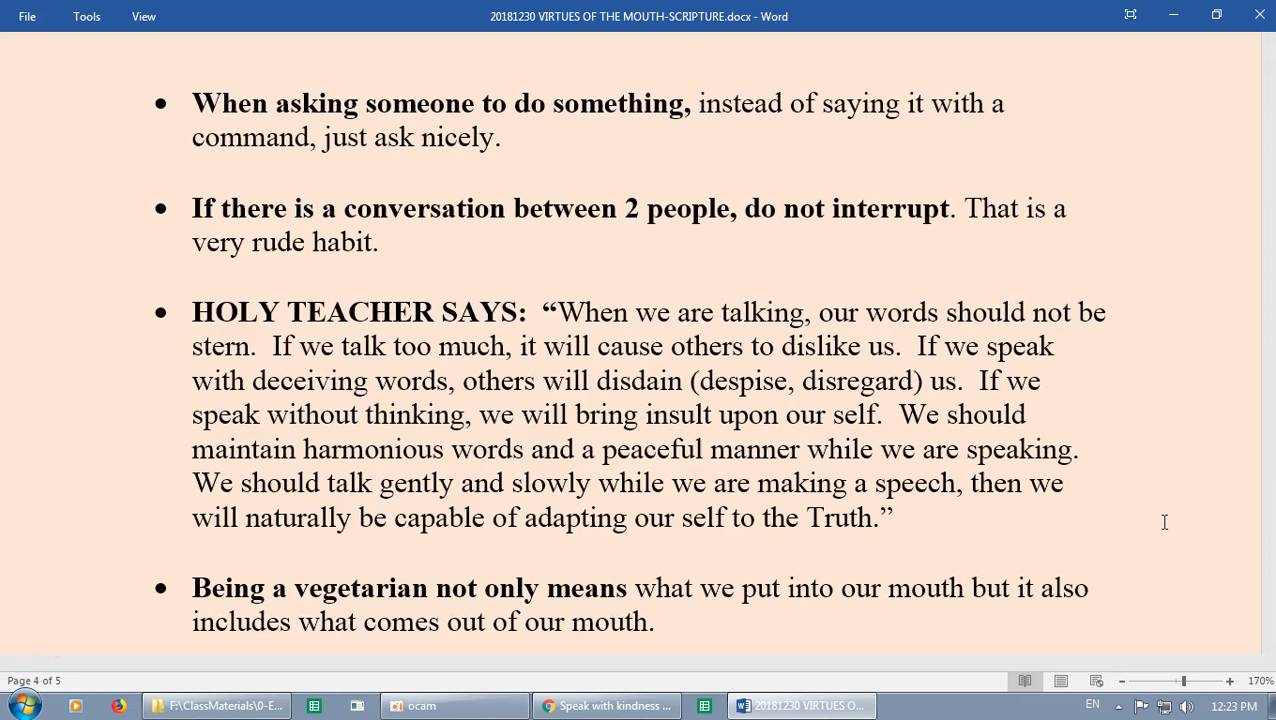 File Tools View 20181230 VIRTUES OF THE MOUTH-SCRIPTURE.docx - Word
• When asking someone to do something, instead of saying it with a
command, just ask nicely.
• If there is a conversation between 2 people, do not interrupt. That is a
very rude habit.
• HOLY TEACHER SAYS: “When we are talking, our words should not be
stern. If we talk too much, it will cause others to dislike us. If we speak
with deceiving words, others will disdain (despise, disregard) us. If we
speak without thinking, we will bring insult upon our self. We should
maintain harmonious words and a peaceful manner while we are speaking.
We should talk gently and slowly while we are making a speech, then we
will naturally be capable of adapting our self to the Truth.”
• Being a vegetarian not only means what we put into our mouth but it also
includes what comes out of our mouth.
Page 4 of 5 170%
F:\ClassMaterials\0-E... ocam Speak with kindness ... 20181230 VIRTUES O... EN 12:23 PM